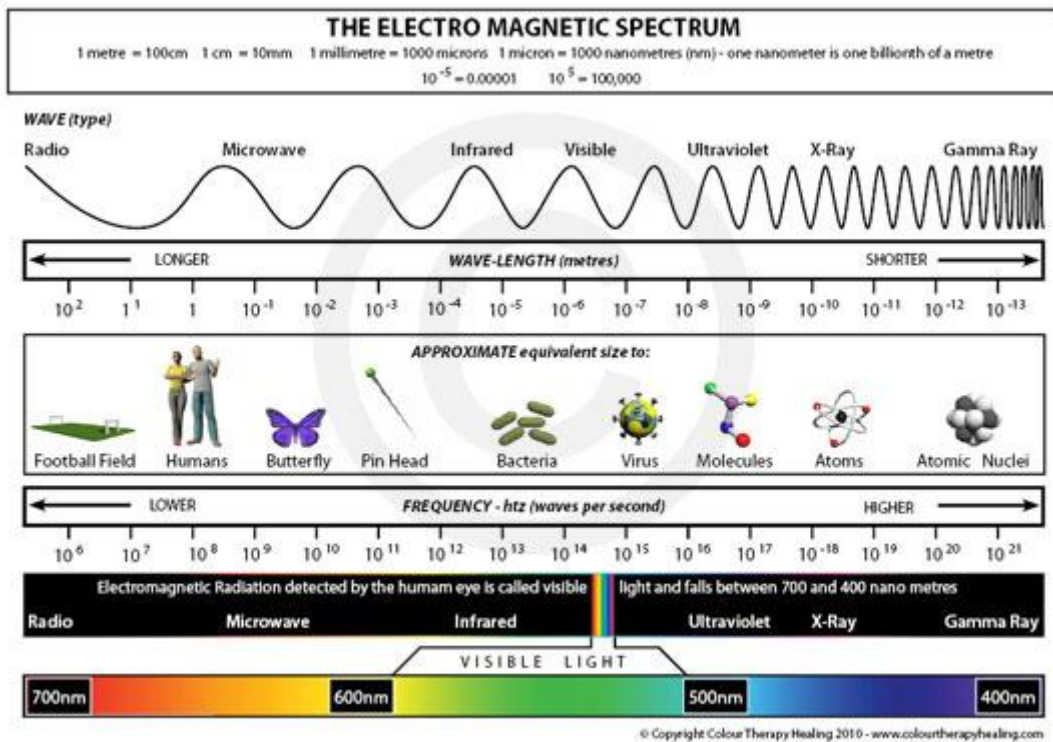 THE ELECTRO MAGNETIC SPECTRUM
1 metre = 100cm 1 cm = 10mm 1 millimetre = 1000 microns 1 micron = 1000 nanometres (nm) - one nanometer is one billionth of a metre
10⁻⁵ = 0.00001 10⁵ = 100,000
WAVE (type)
Radio Microwave Infrared Visible Ultraviolet X-Ray Gamma Ray
LONGER WAVE-LENGTH (metres) SHORTER
10² 1¹ 1 10⁻¹ 10⁻² 10⁻³ 10⁻⁴ 10⁻⁵ 10⁻⁶ 10⁻⁷ 10⁻⁸ 10⁻⁹ 10⁻¹⁰ 10⁻¹¹ 10⁻¹² 10⁻¹³
APPROXIMATE equivalent size to:
Football Field Humans Butterfly Pin Head Bacteria Virus Molecules Atoms Atomic Nuclei
LOWER FREQUENCY - htz (waves per second) HIGHER
10⁶ 10⁷ 10⁸ 10⁹ 10¹⁰ 10¹¹ 10¹² 10¹³ 10¹⁴ 10¹⁵ 10¹⁶ 10¹⁷ 10⁻¹⁸ 10¹⁹ 10²⁰ 10²¹
Electromagnetic Radiation detected by the human eye is called visible light and falls between 700 and 400 nano metres
Radio Microwave Infrared Ultraviolet X-Ray Gamma Ray
VISIBLE LIGHT
700nm 600nm 500nm 400nm
© Copyright Colour Therapy Healing 2010 - www.colourtherapyhealing.com